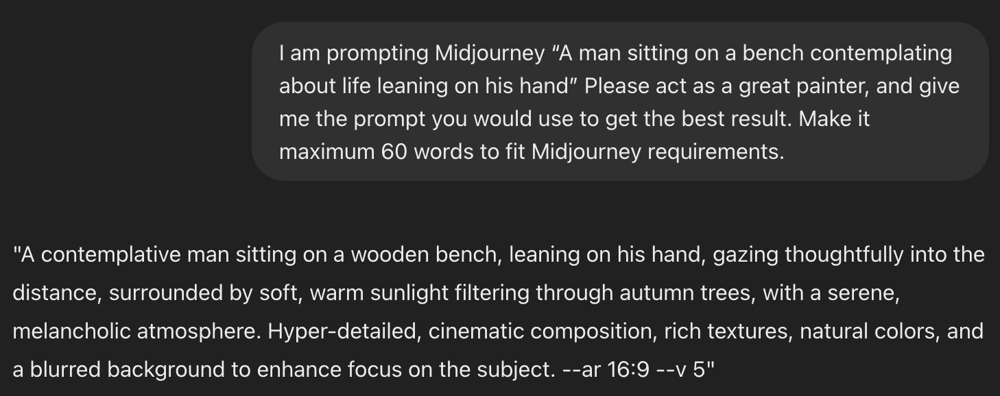 I am prompting Midjourney “A man sitting on a bench contemplating
about life leaning on his hand” Please act as a great painter, and give
me the prompt you would use to get the best result. Make it
maximum 60 words to fit Midjourney requirements.
"A contemplative man sitting on a wooden bench, leaning on his hand, gazing thoughtfully into the
distance, surrounded by soft, warm sunlight filtering through autumn trees, with a serene,
melancholic atmosphere. Hyper-detailed, cinematic composition, rich textures, natural colors, and
a blurred background to enhance focus on the subject. --ar 16:9 --v 5"